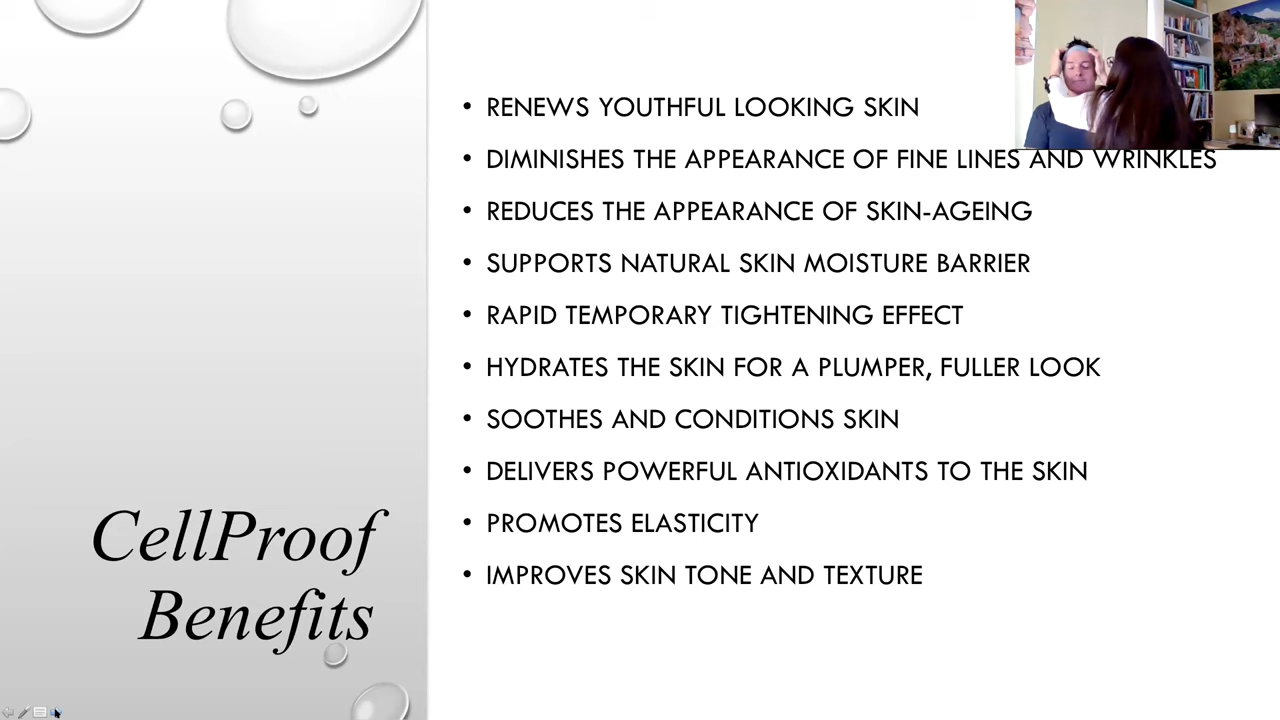 RENEWS YOUTHFUL LOOKING SKIN
DIMINISHES THE APPEARANCE OF FINE LINES AND WRINKLES
REDUCES THE APPEARANCE OF SKIN-AGEING
SUPPORTS NATURAL SKIN MOISTURE BARRIER
RAPID TEMPORARY TIGHTENING EFFECT
HYDRATES THE SKIN FOR A PLUMPER, FULLER LOOK
SOOTHES AND CONDITIONS SKIN
DELIVERS POWERFUL ANTIOXIDANTS TO THE SKIN
PROMOTES ELASTICITY
IMPROVES SKIN TONE AND TEXTURE
CellProof
Benefits